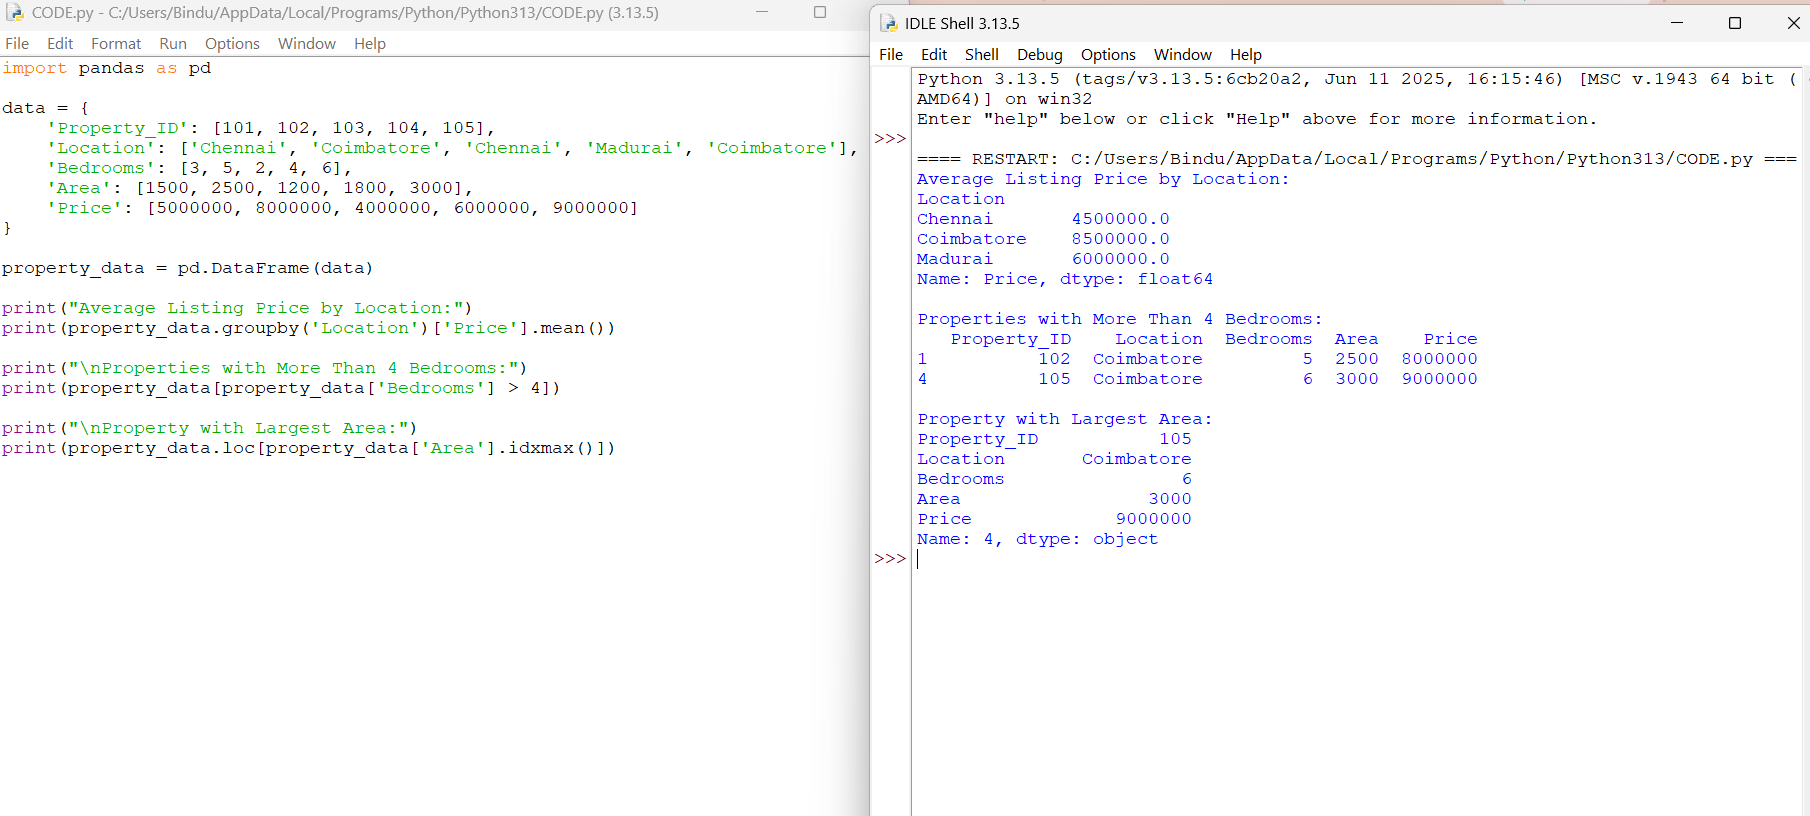 CODE.py - C:/Users/Bindu/AppData/Local/Programs/Python/Python313/CODE.py (3.13.5)
File Edit Format Run Options Window Help
import pandas as pd

data = {
    'Property_ID': [101, 102, 103, 104, 105],
    'Location': ['Chennai', 'Coimbatore', 'Chennai', 'Madurai', 'Coimbatore'],
    'Bedrooms': [3, 5, 2, 4, 6],
    'Area': [1500, 2500, 1200, 1800, 3000],
    'Price': [5000000, 8000000, 4000000, 6000000, 9000000]
}

property_data = pd.DataFrame(data)

print("Average Listing Price by Location:")
print(property_data.groupby('Location')['Price'].mean())

print("\nProperties with More Than 4 Bedrooms:")
print(property_data[property_data['Bedrooms'] > 4])

print("\nProperty with Largest Area:")
print(property_data.loc[property_data['Area'].idxmax()])
IDLE Shell 3.13.5
File Edit Shell Debug Options Window Help
Python 3.13.5 (tags/v3.13.5:6cb20a2, Jun 11 2025, 16:15:46) [MSC v.1943 64 bit (
AMD64)] on win32
Enter "help" below or click "Help" above for more information.
>>>
==== RESTART: C:/Users/Bindu/AppData/Local/Programs/Python/Python313/CODE.py ===
Average Listing Price by Location:
Location
Chennai       4500000.0
Coimbatore    8500000.0
Madurai       6000000.0
Name: Price, dtype: float64

Properties with More Than 4 Bedrooms:
   Property_ID    Location  Bedrooms  Area    Price
1          102  Coimbatore         5  2500  8000000
4          105  Coimbatore         6  3000  9000000

Property with Largest Area:
Property_ID           105
Location       Coimbatore
Bedrooms                6
Area                 3000
Price             9000000
Name: 4, dtype: object
>>>